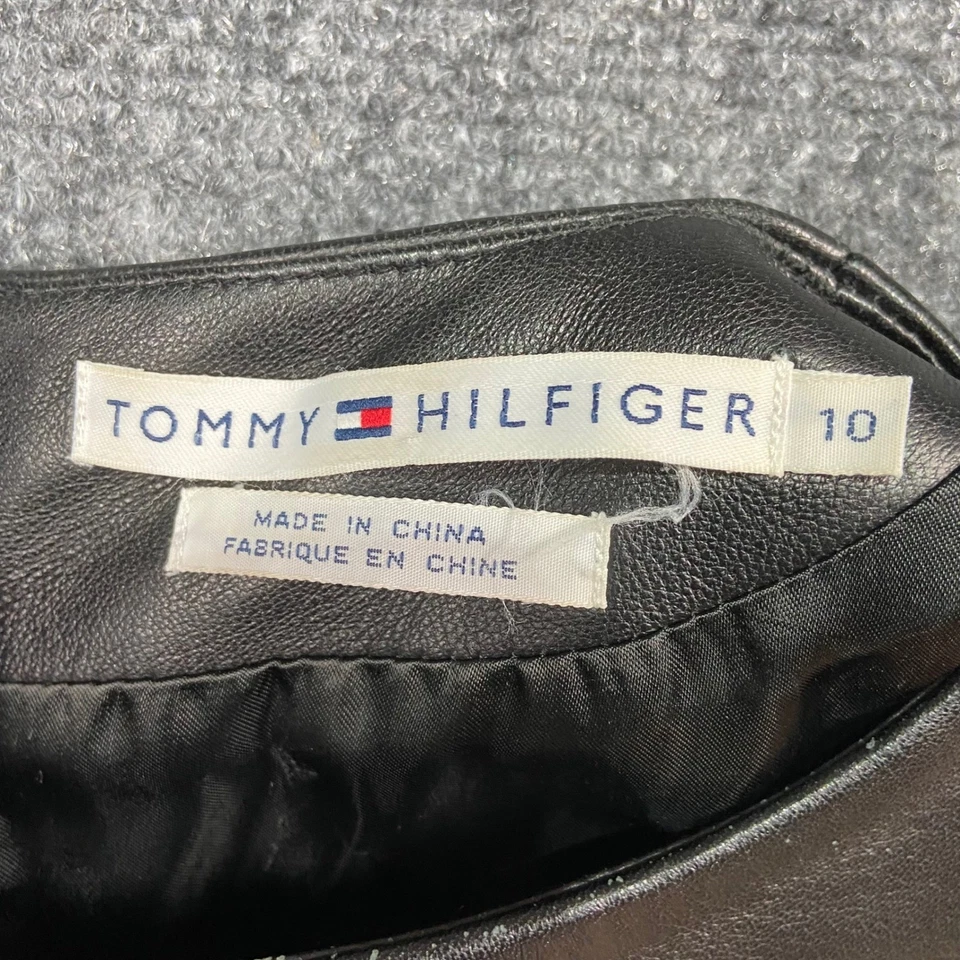 TOMMY HILFIGER 10
MADE IN CHINA
FABRIQUE EN CHINE